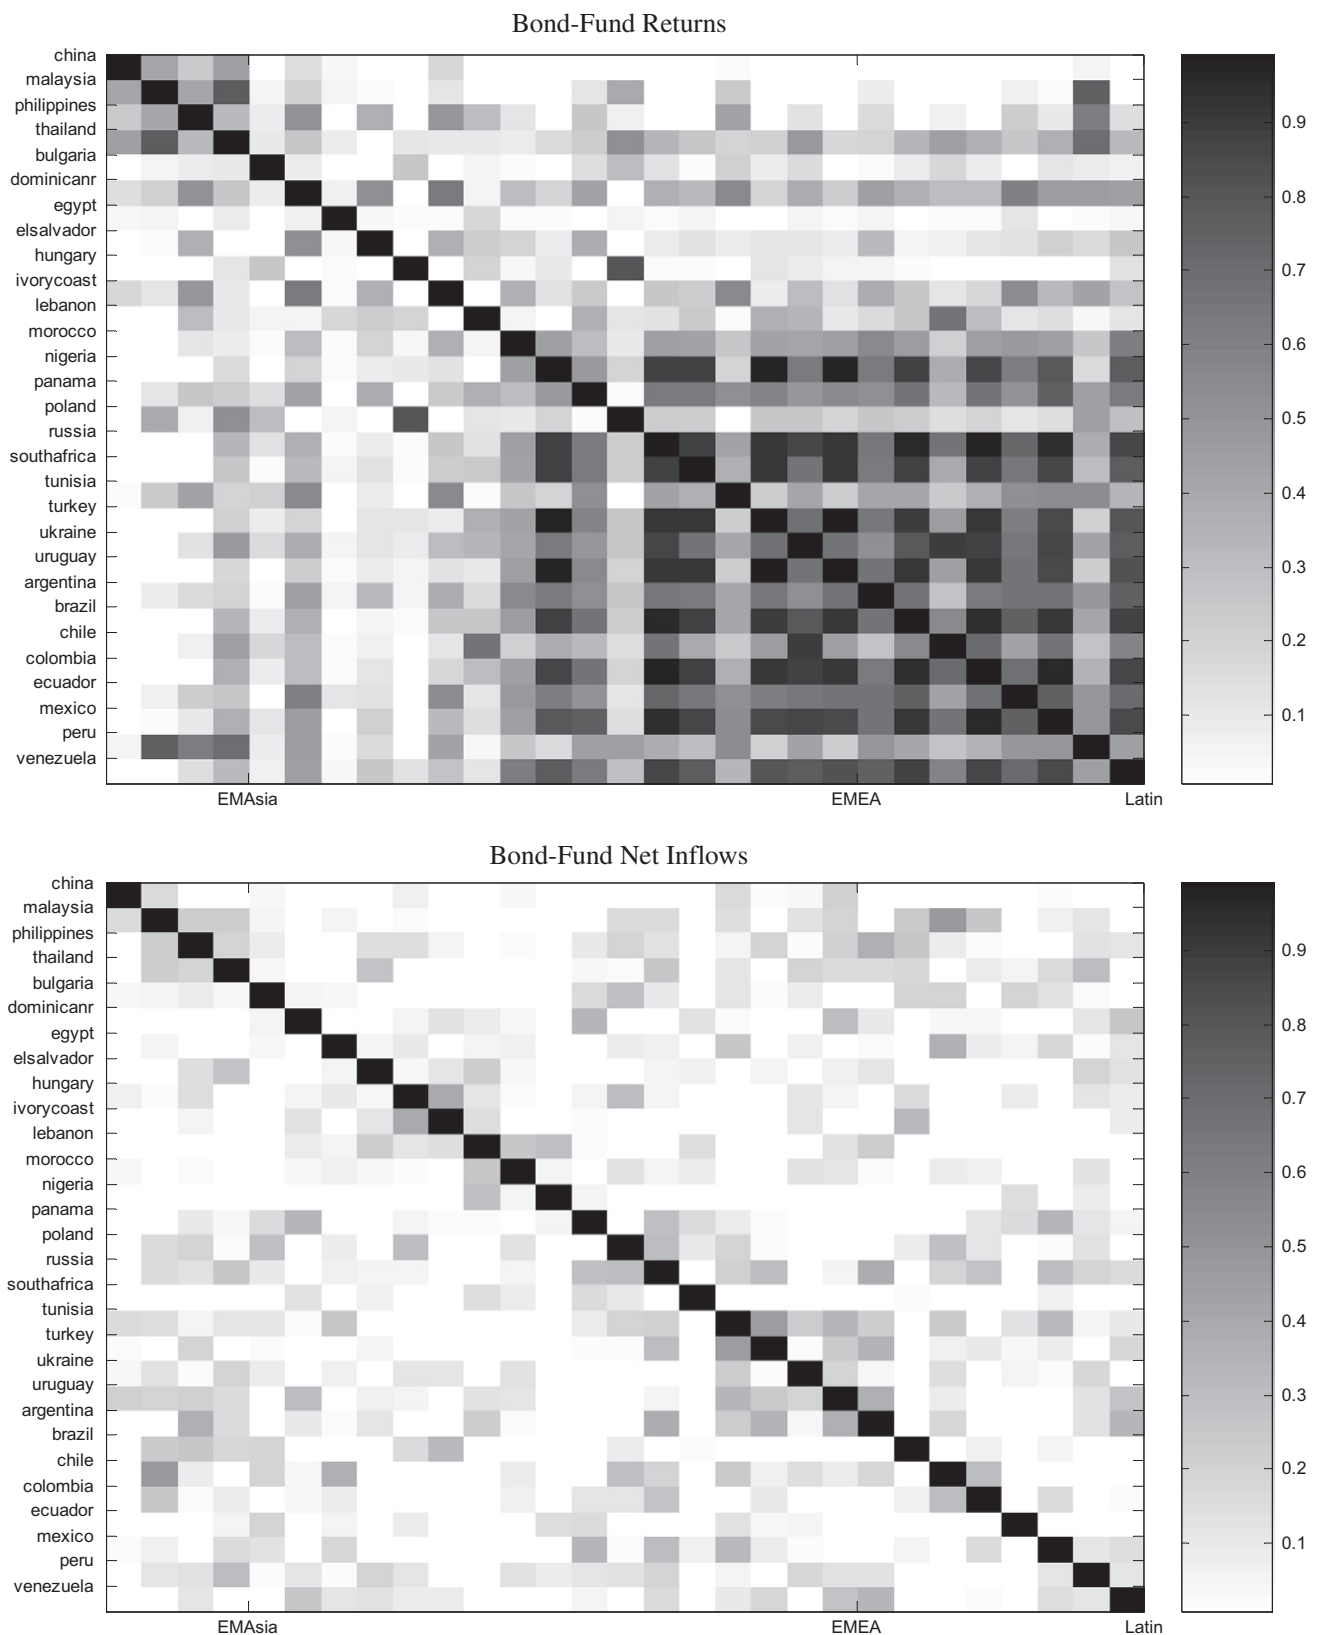 Bond-Fund Returns
china
malaysia
philippines
thailand
bulgaria
dominicanr
egypt
elsalvador
hungary
ivorycoast
lebanon
morocco
nigeria
panama
poland
russia
southafrica
tunisia
turkey
ukraine
uruguay
argentina
brazil
chile
colombia
ecuador
mexico
peru
venezuela
EMAsia EMEA Latin
0.9
0.8
0.7
0.6
0.5
0.4
0.3
0.2
0.1
Bond-Fund Net Inflows
china
malaysia
philippines
thailand
bulgaria
dominicanr
egypt
elsalvador
hungary
ivorycoast
lebanon
morocco
nigeria
panama
poland
russia
southafrica
tunisia
turkey
ukraine
uruguay
argentina
brazil
chile
colombia
ecuador
mexico
peru
venezuela
EMAsia EMEA Latin
0.9
0.8
0.7
0.6
0.5
0.4
0.3
0.2
0.1